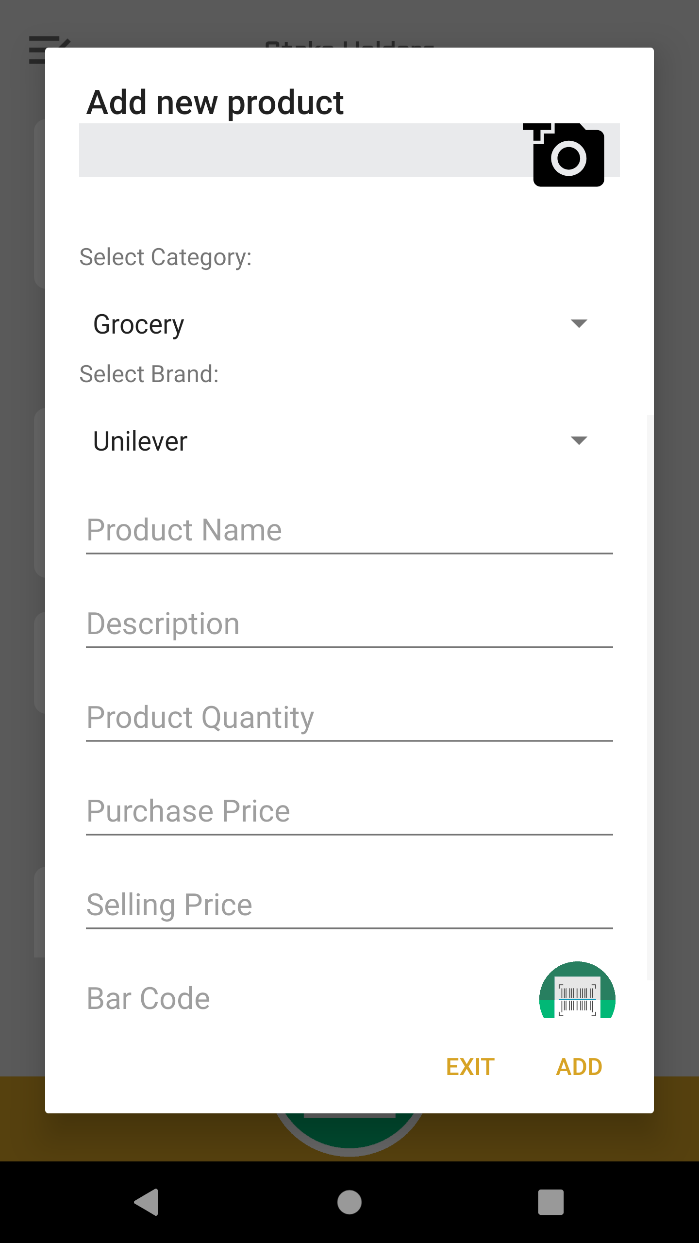 Add new product
Select Category:
Grocery
Select Brand:
Unilever
Product Name
Description
Product Quantity
Purchase Price
Selling Price
Bar Code
EXIT
ADD